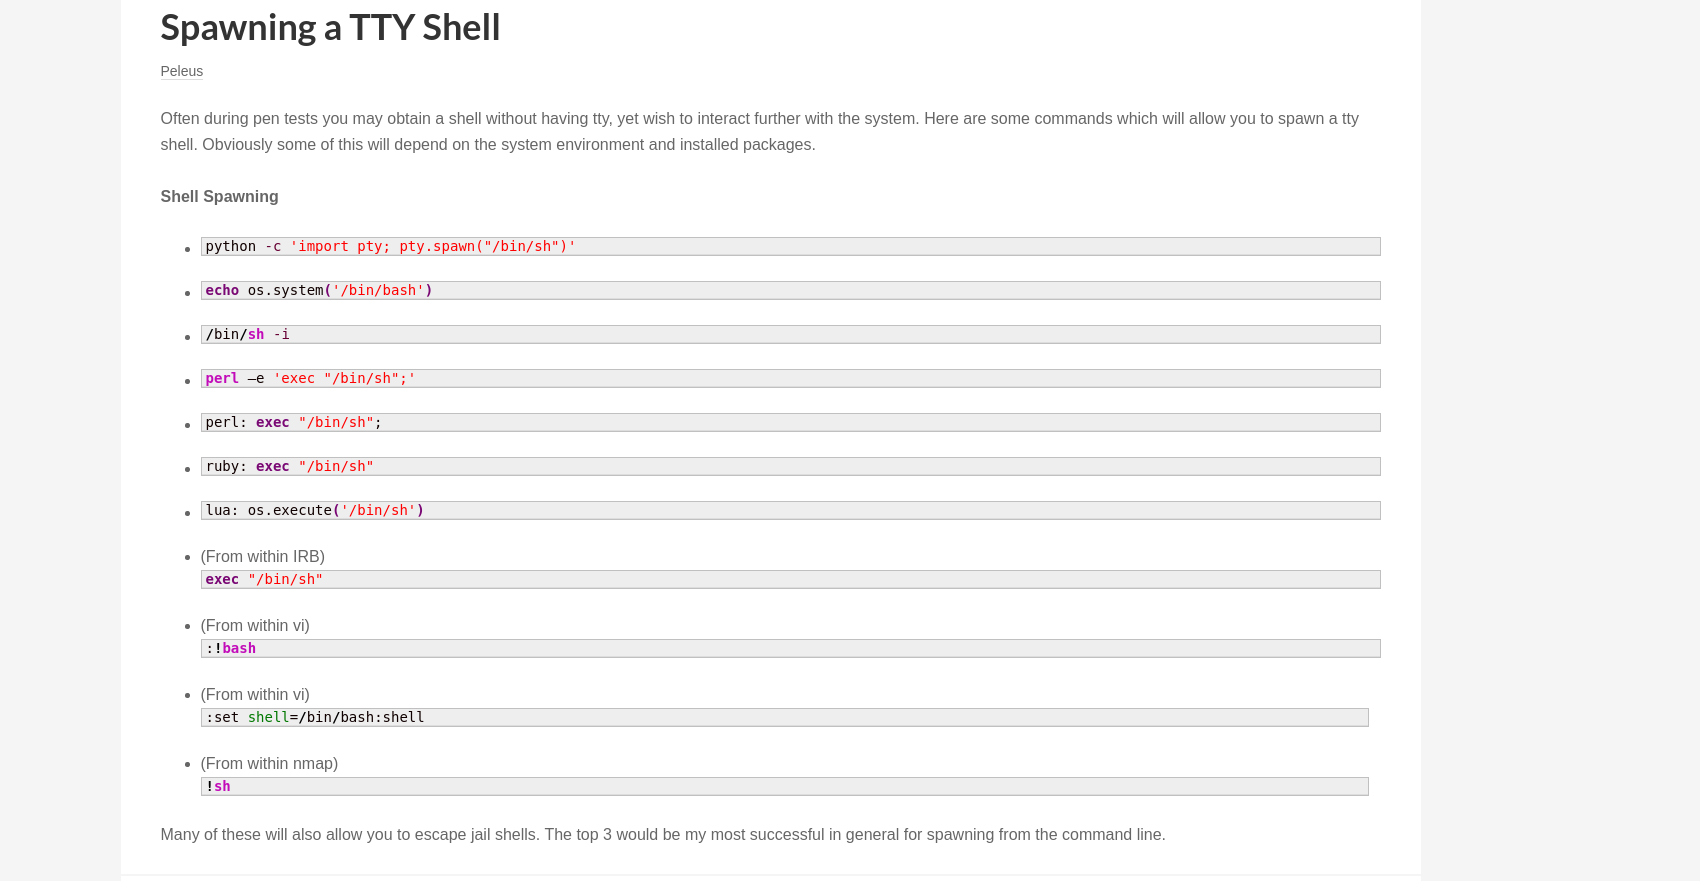 Spawning a TTY Shell
Peleus
Often during pen tests you may obtain a shell without having tty, yet wish to interact further with the system. Here are some commands which will allow you to spawn a tty
shell. Obviously some of this will depend on the system environment and installed packages.
Shell Spawning
python -c 'import pty; pty.spawn("/bin/sh")'
echo os.system('/bin/bash')
/bin/sh -i
perl —e 'exec "/bin/sh";'
perl: exec "/bin/sh";
ruby: exec "/bin/sh"
lua: os.execute('/bin/sh')
(From within IRB)
exec "/bin/sh"
(From within vi)
:!bash
(From within vi)
:set shell=/bin/bash:shell
(From within nmap)
!sh
Many of these will also allow you to escape jail shells. The top 3 would be my most successful in general for spawning from the command line.